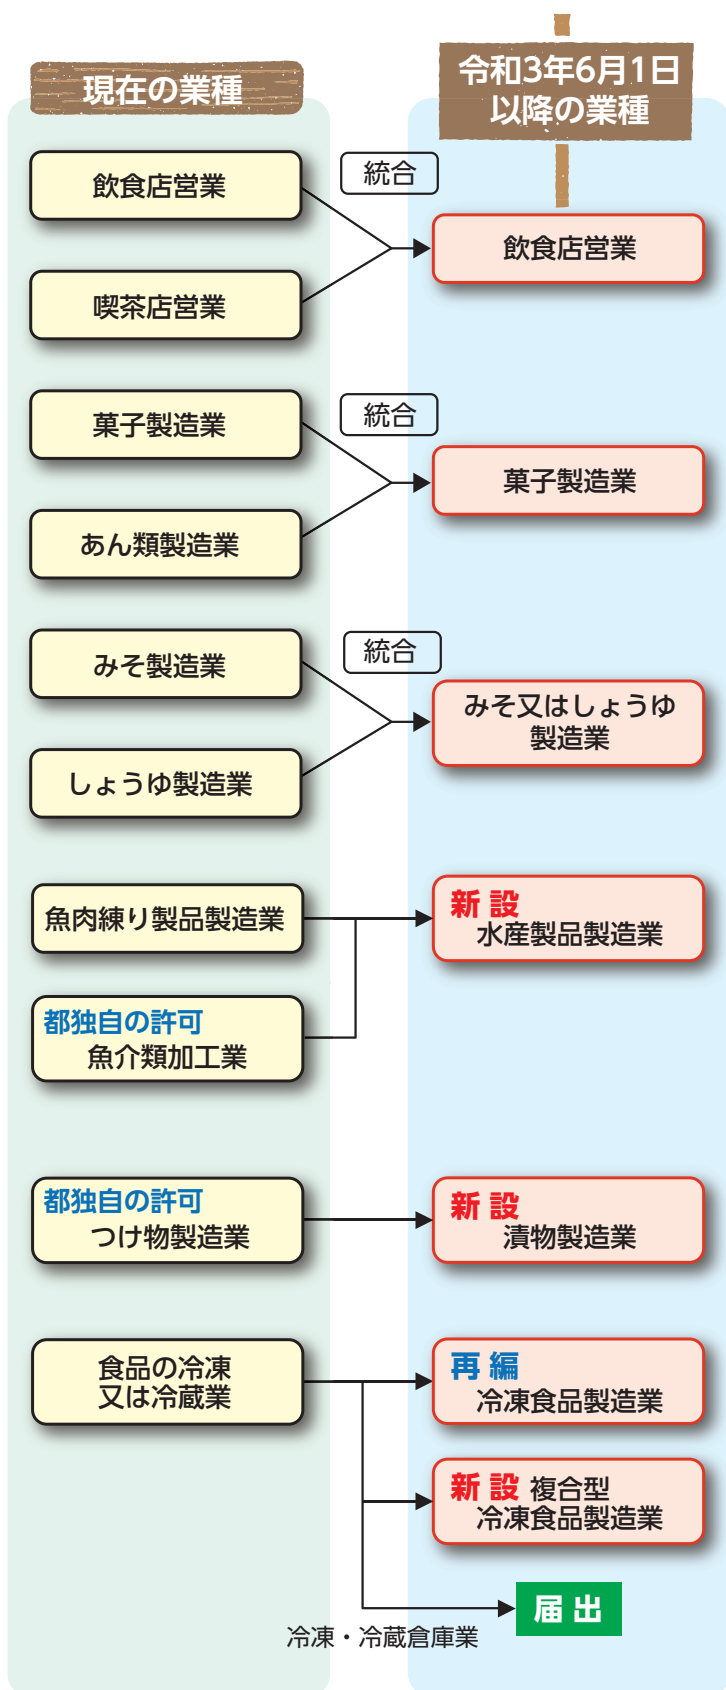 現在の業種
令和3年6月1日
以降の業種
飲食店営業
喫茶店営業
統合
飲食店営業
菓子製造業
あん類製造業
統合
菓子製造業
みそ製造業
しょうゆ製造業
統合
みそ又はしょうゆ
製造業
魚肉練り製品製造業
都独自の許可
魚介類加工業
新設
水産製品製造業
都独自の許可
つけ物製造業
新設
漬物製造業
食品の冷凍
又は冷蔵業
再編
冷凍食品製造業
新設 複合型
冷凍食品製造業
届出
冷凍・冷蔵倉庫業